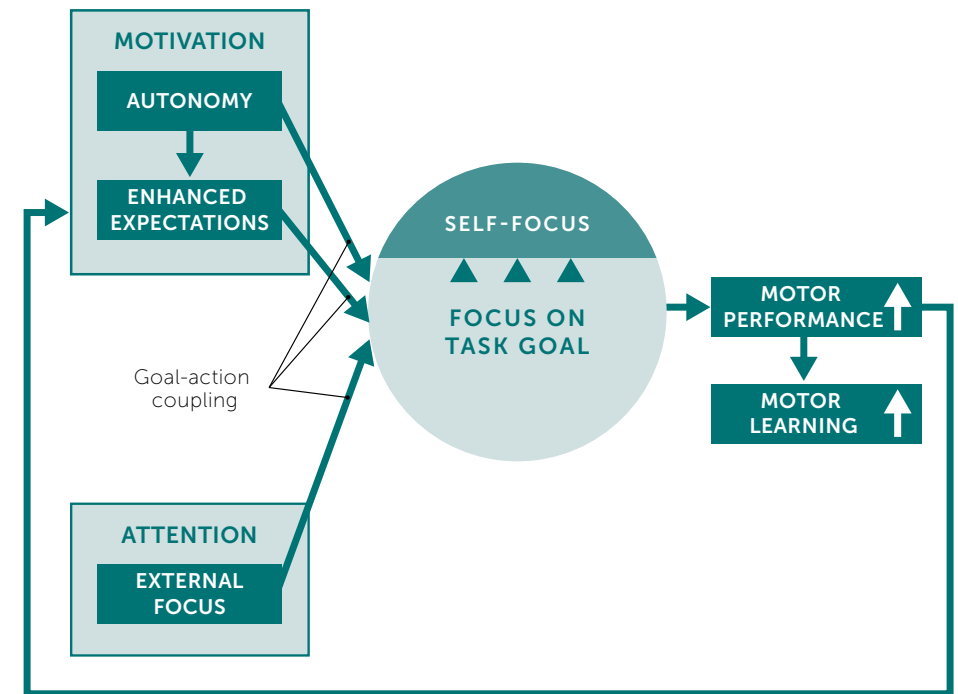 MOTIVATION
AUTONOMY
ENHANCED
EXPECTATIONS
SELF-FOCUS
FOCUS ON
TASK GOAL
MOTOR
PERFORMANCE
MOTOR
LEARNING
Goal-action
coupling
ATTENTION
EXTERNAL
FOCUS